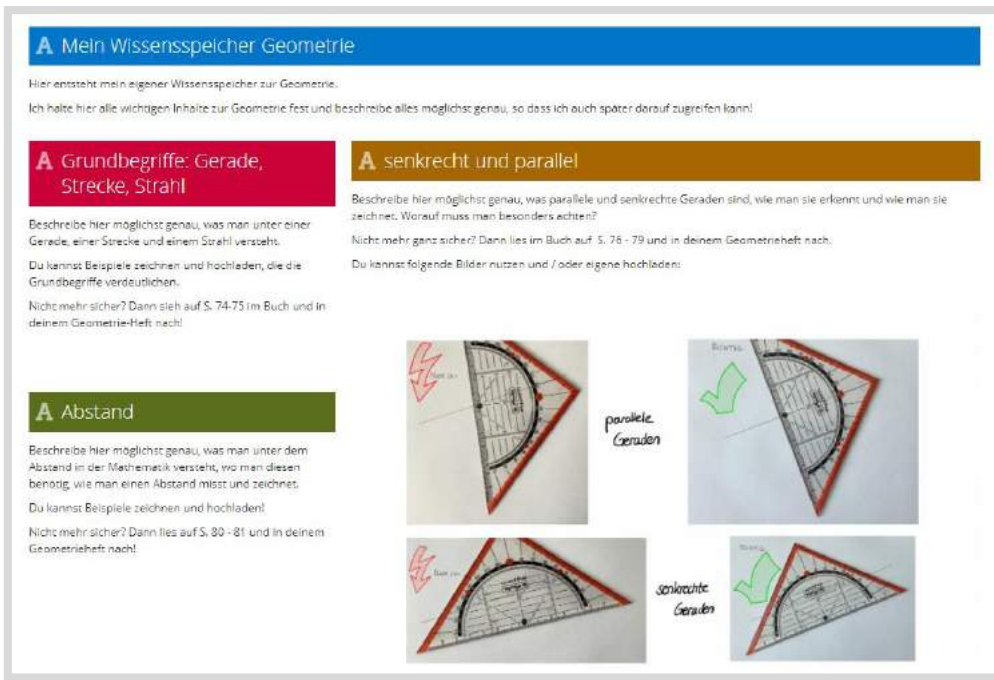 A Mein Wissensspeicher Geometrie
Hier entsteht mein eigener Wissensspeicher zur Geometrie.
Ich halte hier alle wichtigen Inhalte zur Geometrie fest und beschreibe alles möglichst genau, so dass ich auch später darauf zugreifen kann!
A Grundbegriffe: Gerade,
Strecke, Strahl
Beschreibe hier möglichst genau, was man unter einer
Gerade, einer Strecke und einem Strahl versteht.
Du kannst Beispiele zeichnen und hochladen, die die
Grundbegriffe verdeutlichen.
Nicht mehr sicher? Dann sieh auf S. 74-75 im Buch und in
deinem Geometrie-Heft nach!
A Abstand
Beschreibe hier möglichst genau, was man unter dem
Abstand in der Mathematik versteht, wo man diesen
benötig, wie man einen Abstand misst und zeichnet.
Du kannst Beispiele zeichnen und hochladen!
Nicht mehr sicher? Dann lies auf S. 80 - 81 und in deinem
Geometrieheft nach!
A senkrecht und parallel
Beschreibe hier möglichst genau, was parallele und senkrechte Geraden sind, wie man sie erkennt und wie man sie
zeichnet. Worauf muss man besonders achten?
Nicht mehr ganz sicher? Dann lies im Buch auf S. 76 - 79 und in deinem Geometrieheft nach.
Du kannst folgende Bilder nutzen und / oder eigene hochladen:
parallele
Geraden
senkrechte
Geraden